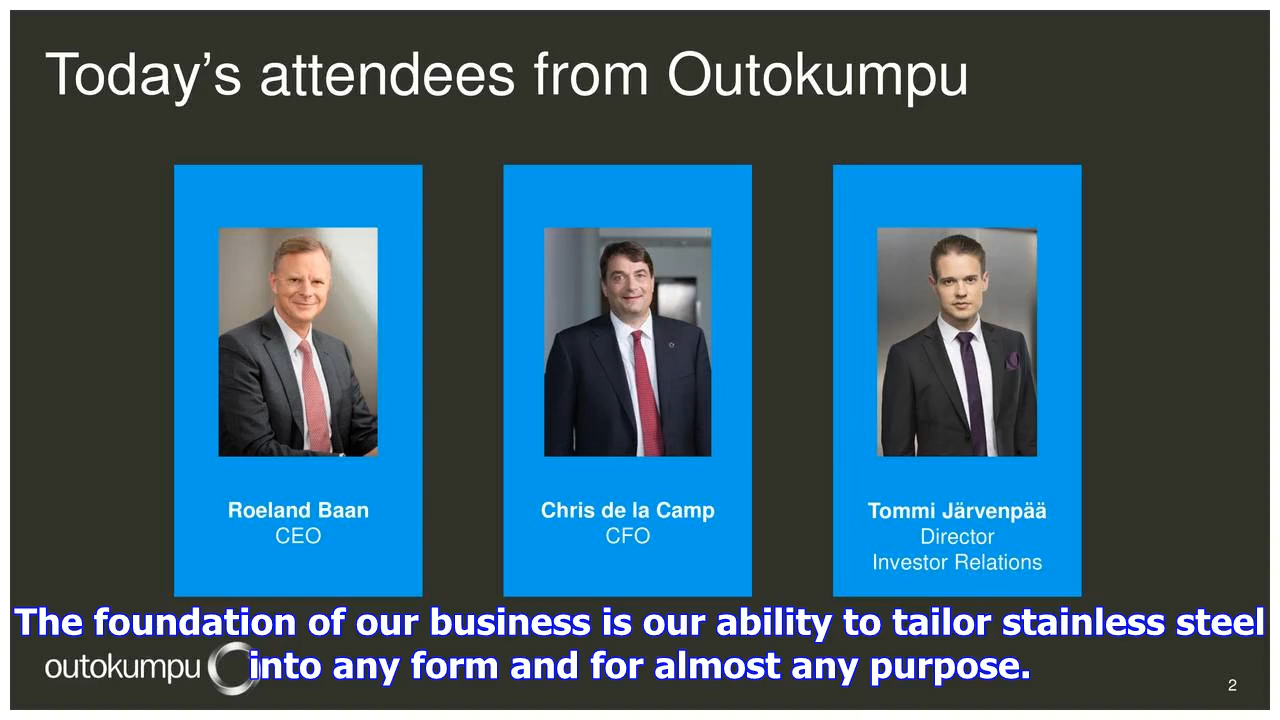 Today’s attendees from Outokumpu
Roeland Baan
CEO
Chris de la Camp
CFO
Tommi Järvenpää
Director
Investor Relations
The foundation of our business is our ability to tailor stainless steel
into any form and for almost any purpose.
outokumpu
2